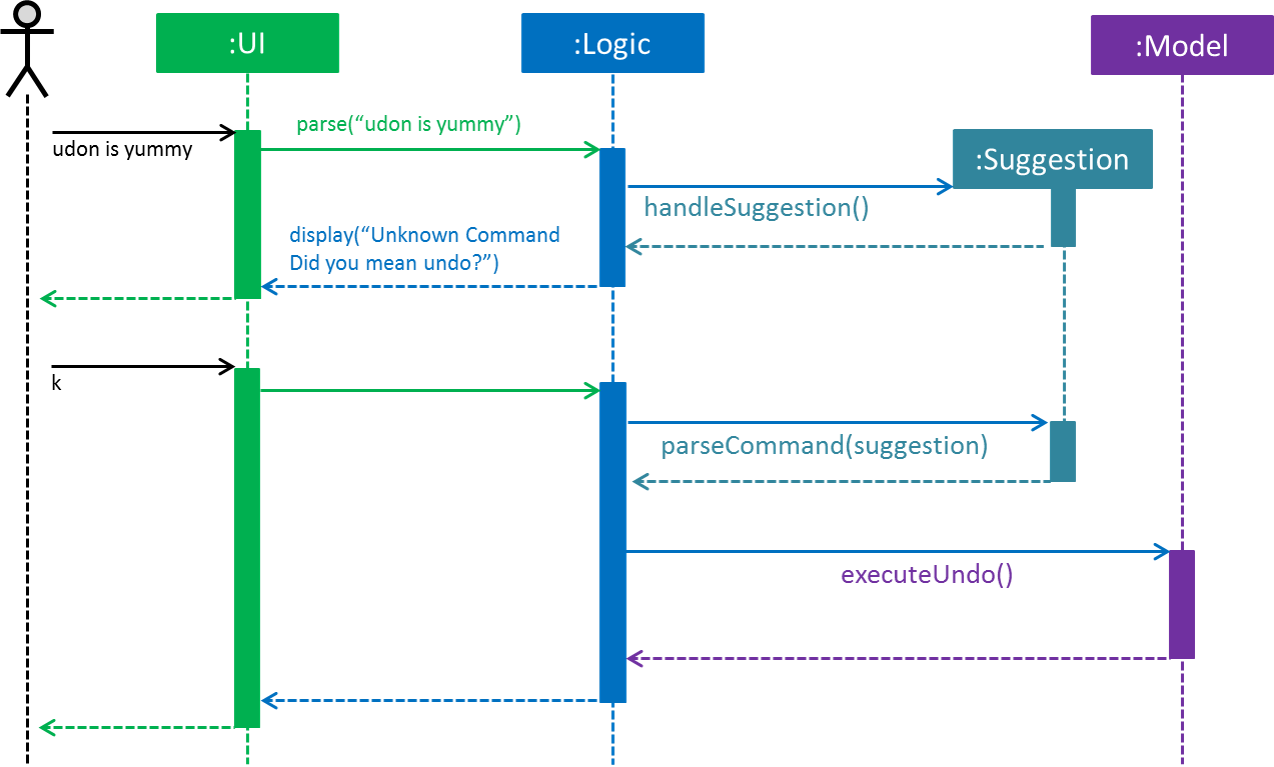 :UI
:Logic
:Model
parse(“udon is yummy”)
udon is yummy
:Suggestion
handleSuggestion()
display(“Unknown Command
Did you mean undo?”)
k
parseCommand(suggestion)
executeUndo()